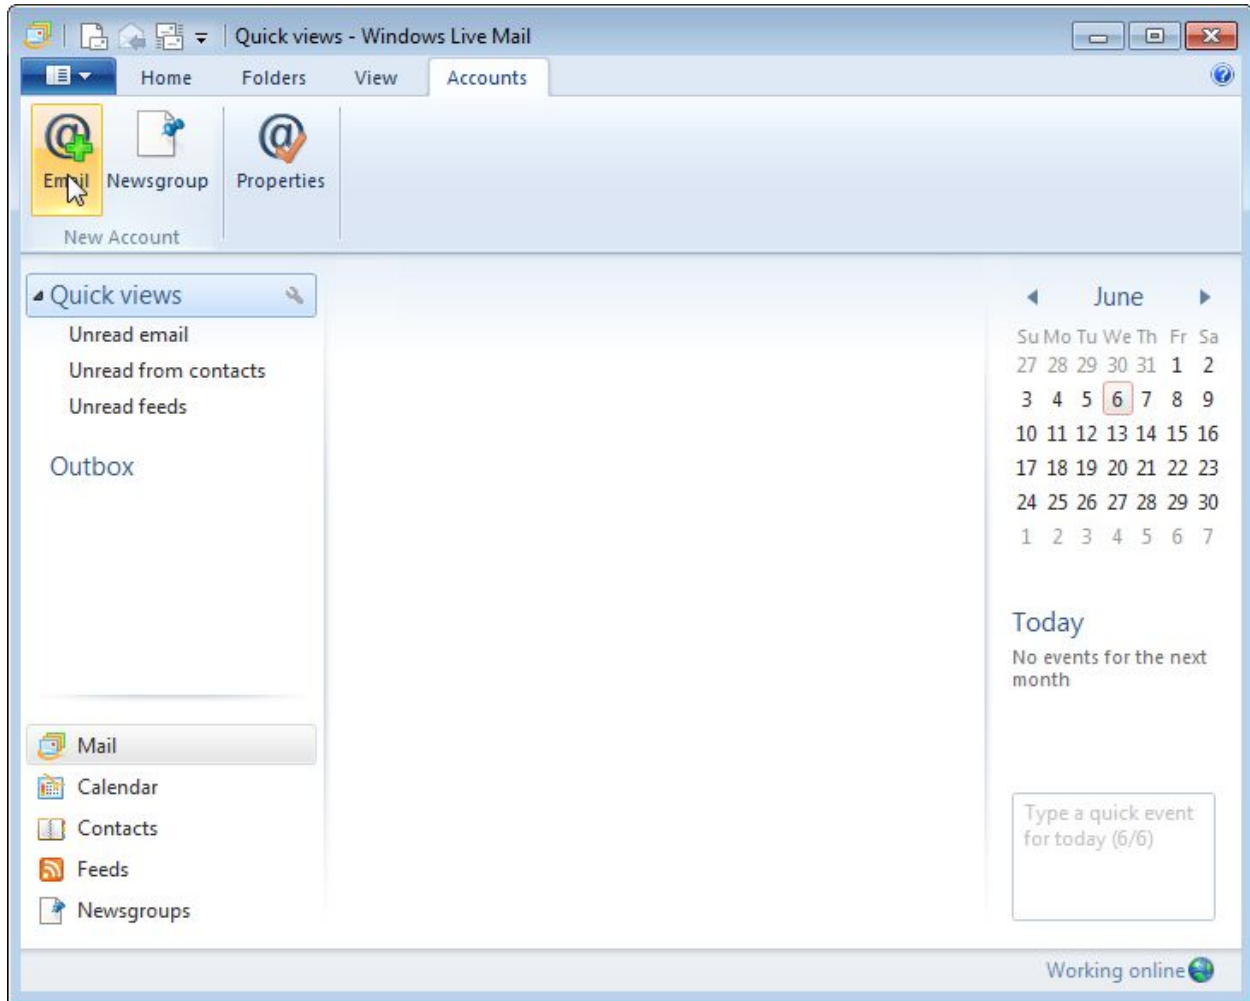 Quick views - Windows Live Mail
Home Folders View Accounts
Email Newsgroup Properties
New Account
Quick views
Unread email
Unread from contacts
Unread feeds
Outbox
Mail
Calendar
Contacts
Feeds
Newsgroups
June
Su Mo Tu We Th Fr Sa
27 28 29 30 31 1 2
3 4 5 6 7 8 9
10 11 12 13 14 15 16
17 18 19 20 21 22 23
24 25 26 27 28 29 30
1 2 3 4 5 6 7
Today
No events for the next
month
Type a quick event
for today (6/6)
Working online